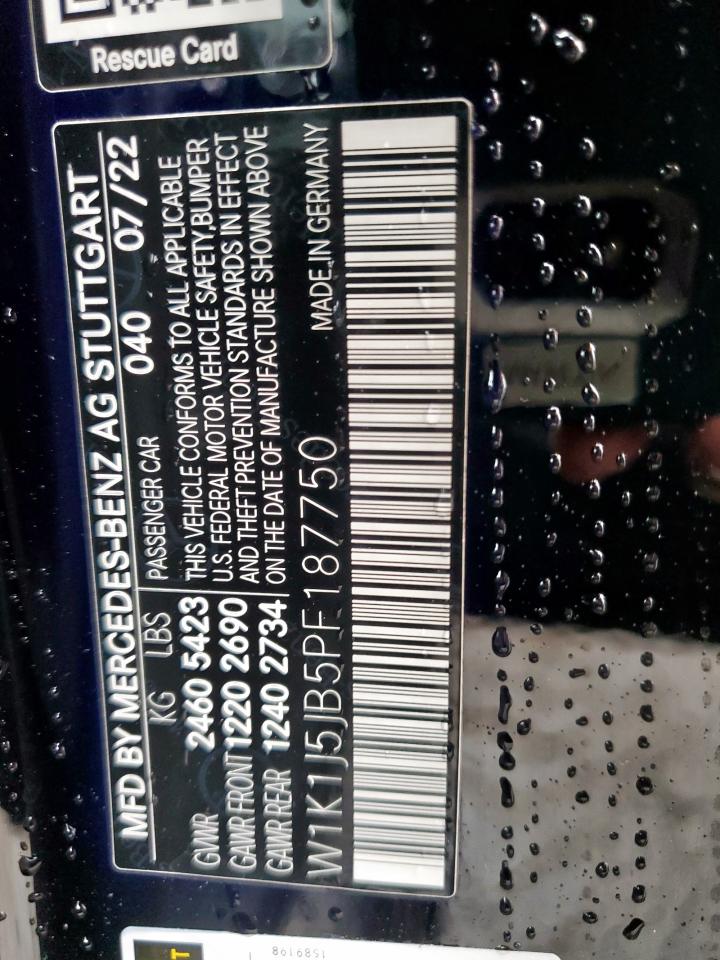 Rescue Card
MFD BY MERCEDES-BENZ AG STUTTGART
040 07/22
KG LBS PASSENGER CAR
GVWR 2460 5423
GAWR FRONT 1220 2690
GAWR REAR 1240 2734
THIS VEHICLE CONFORMS TO ALL APPLICABLE
U.S. FEDERAL MOTOR VEHICLE SAFETY,BUMPER
AND THEFT PREVENTION STANDARDS IN EFFECT
ON THE DATE OF MANUFACTURE SHOWN ABOVE
W1K1J5JB5PF187750 MADE IN GERMANY
1589198